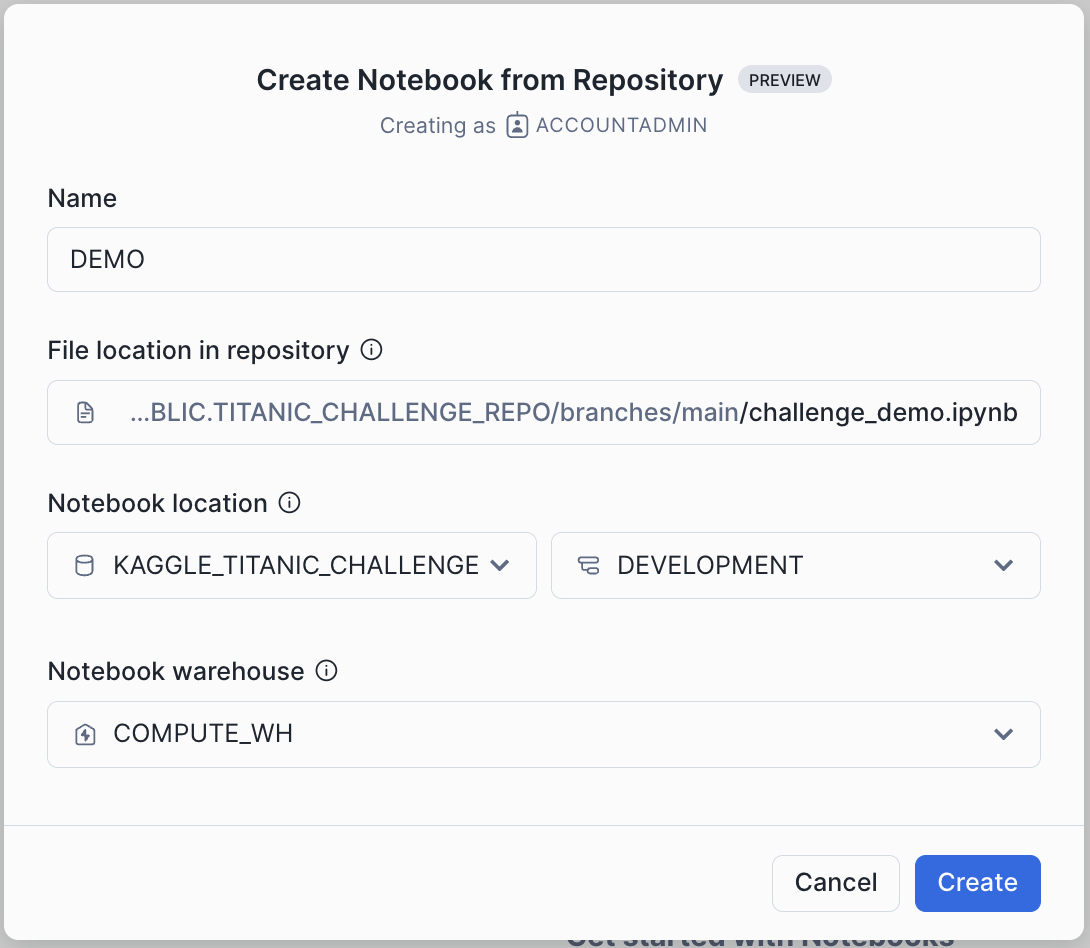 Create Notebook from Repository PREVIEW
Creating as ACCOUNTADMIN
Name
DEMO
File location in repository
...BLIC.TITANIC_CHALLENGE_REPO/branches/main/challenge_demo.ipynb
Notebook location
KAGGLE_TITANIC_CHALLENGE DEVELOPMENT
Notebook warehouse
COMPUTE_WH
Cancel Create
Get started with Notebooks